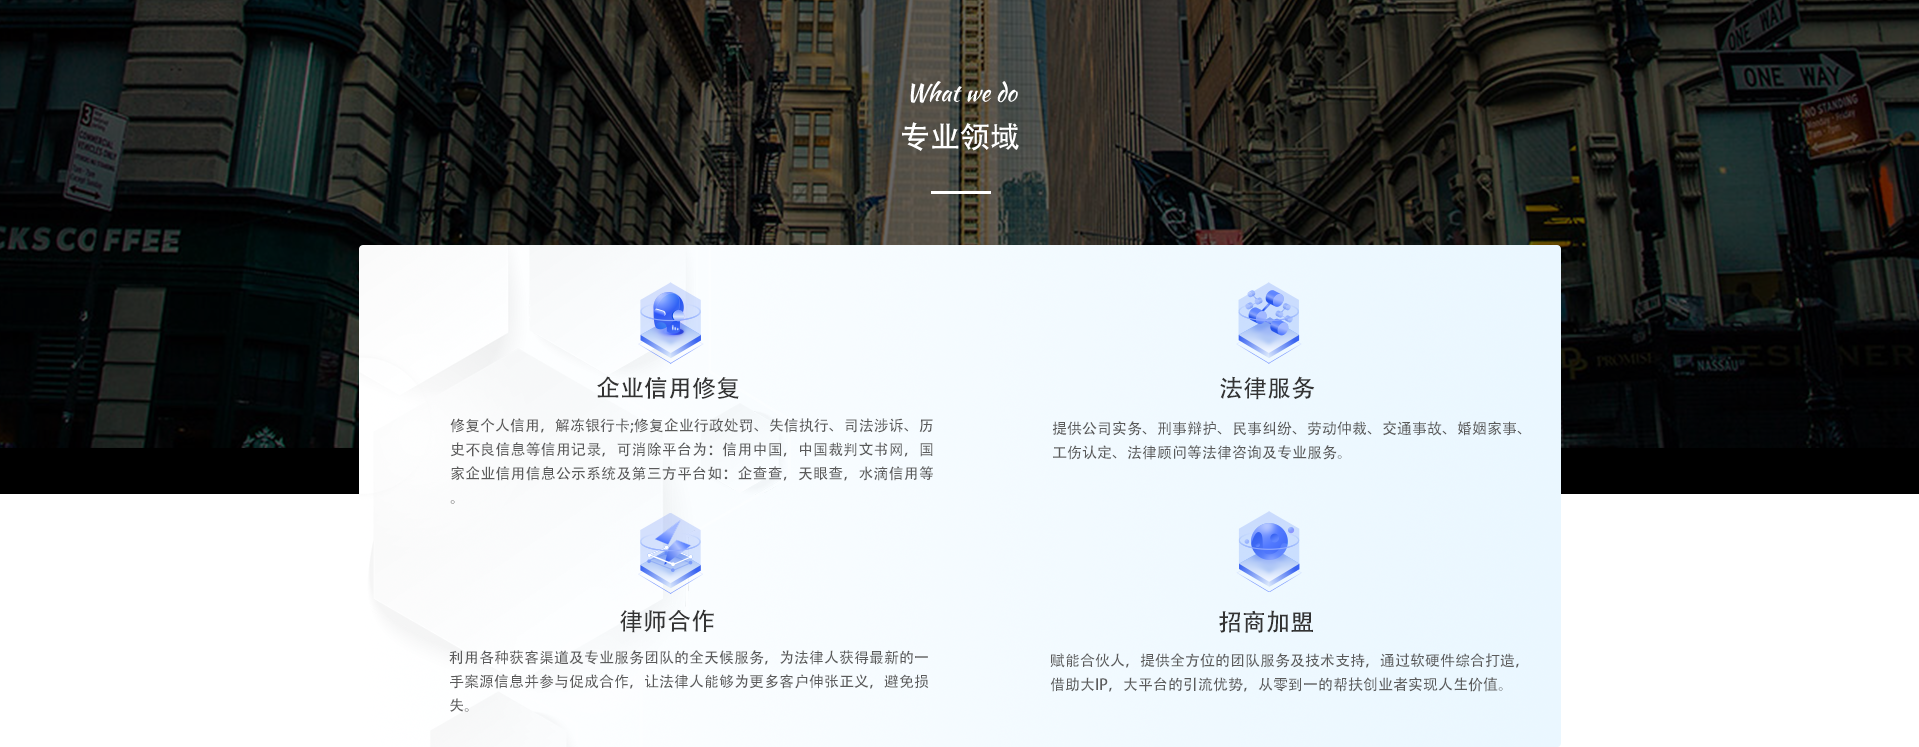 What we do
专业领域
ONE WAY
ONE WAY
NO STANDING
3
COMMERCIAL
VEHICLES ONLY
CKS COFFEE
NASSAU
DESIGNER
企业信用修复
修复个人信用，解冻银行卡;修复企业行政处罚、失信执行、司法涉诉、历
史不良信息等信用记录，可消除平台为：信用中国，中国裁判文书网，国
家企业信用信息公示系统及第三方平台如：企查查，天眼查，水滴信用等
。
法律服务
提供公司实务、刑事辩护、民事纠纷、劳动仲裁、交通事故、婚姻家事、
工伤认定、法律顾问等法律咨询及专业服务。
律师合作
利用各种获客渠道及专业服务团队的全天候服务，为法律人获得最新的一
手案源信息并参与促成合作，让法律人能够为更多客户伸张正义，避免损
失。
招商加盟
赋能合伙人，提供全方位的团队服务及技术支持，通过软硬件综合打造，
借助大IP，大平台的引流优势，从零到一的帮扶创业者实现人生价值。